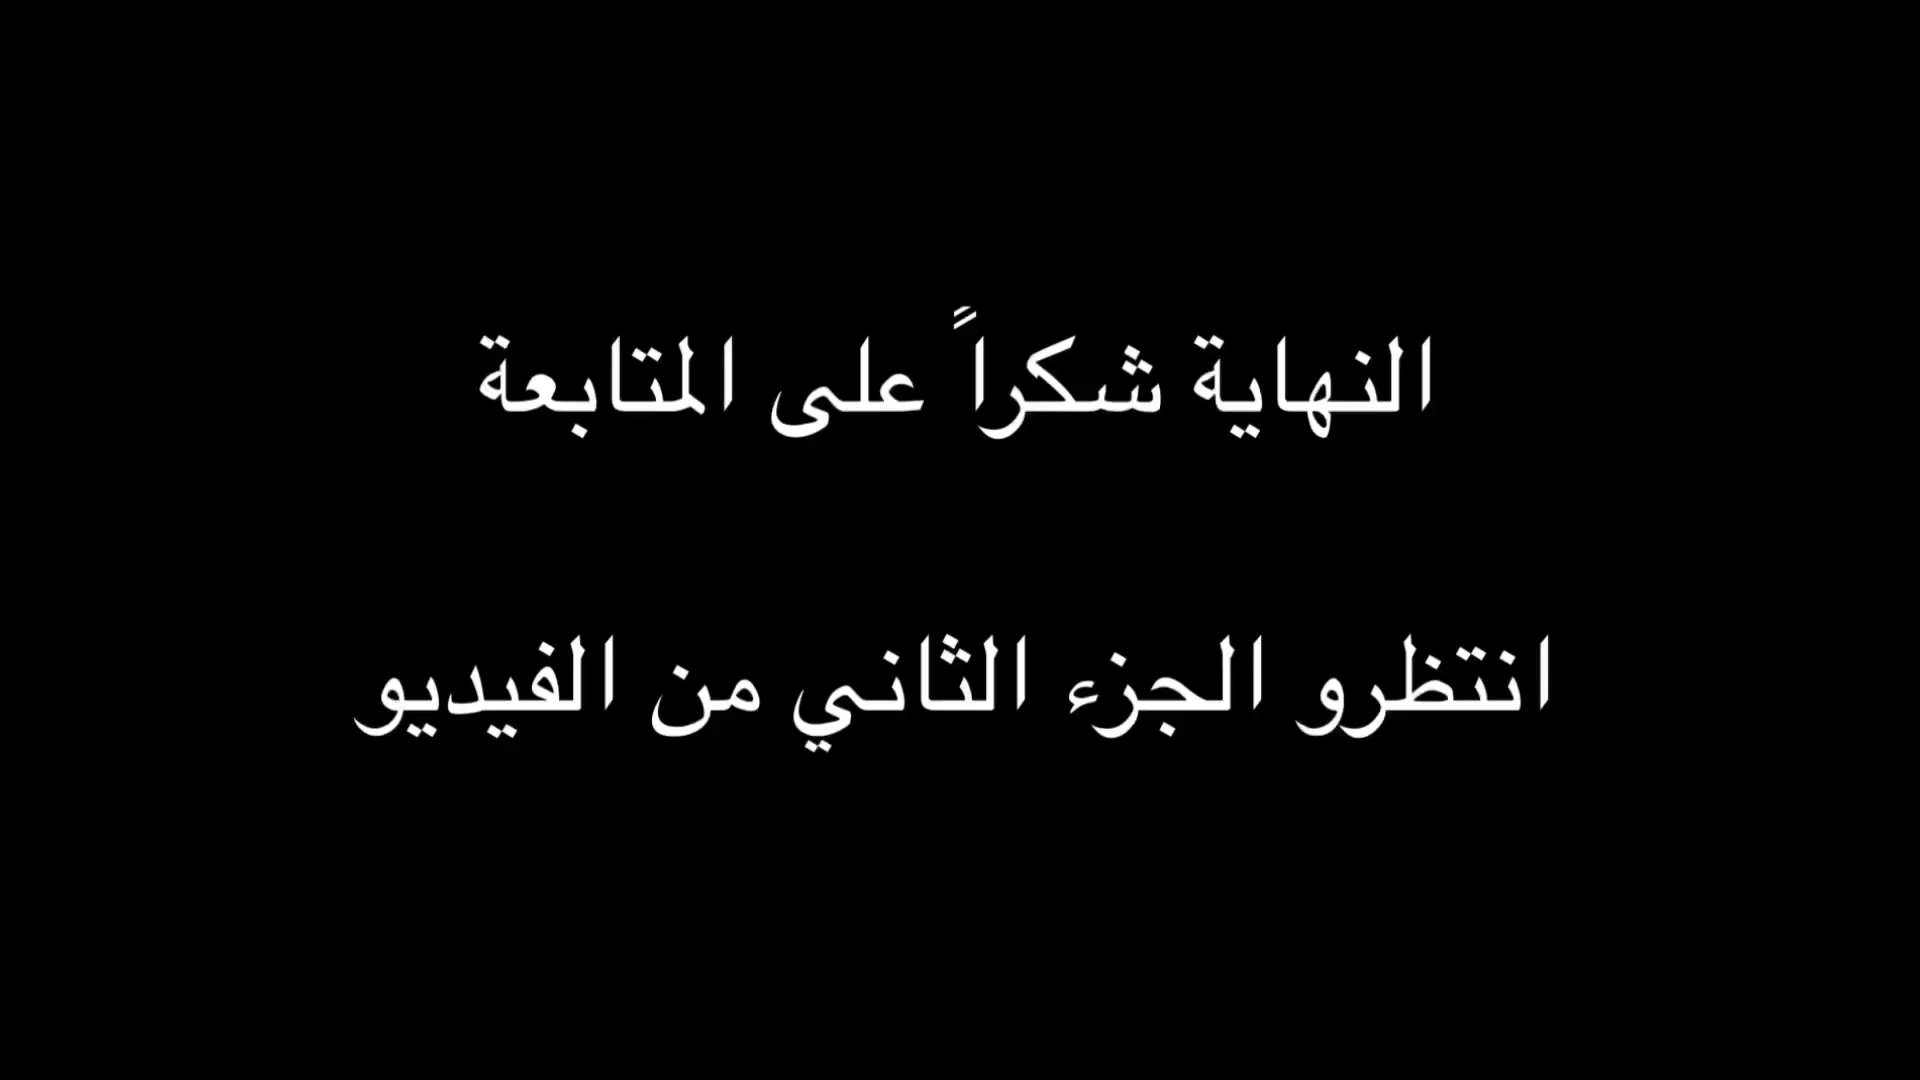 النهاية شكراً على المتابعة
انتظرو الجزء الثاني من الفيديو